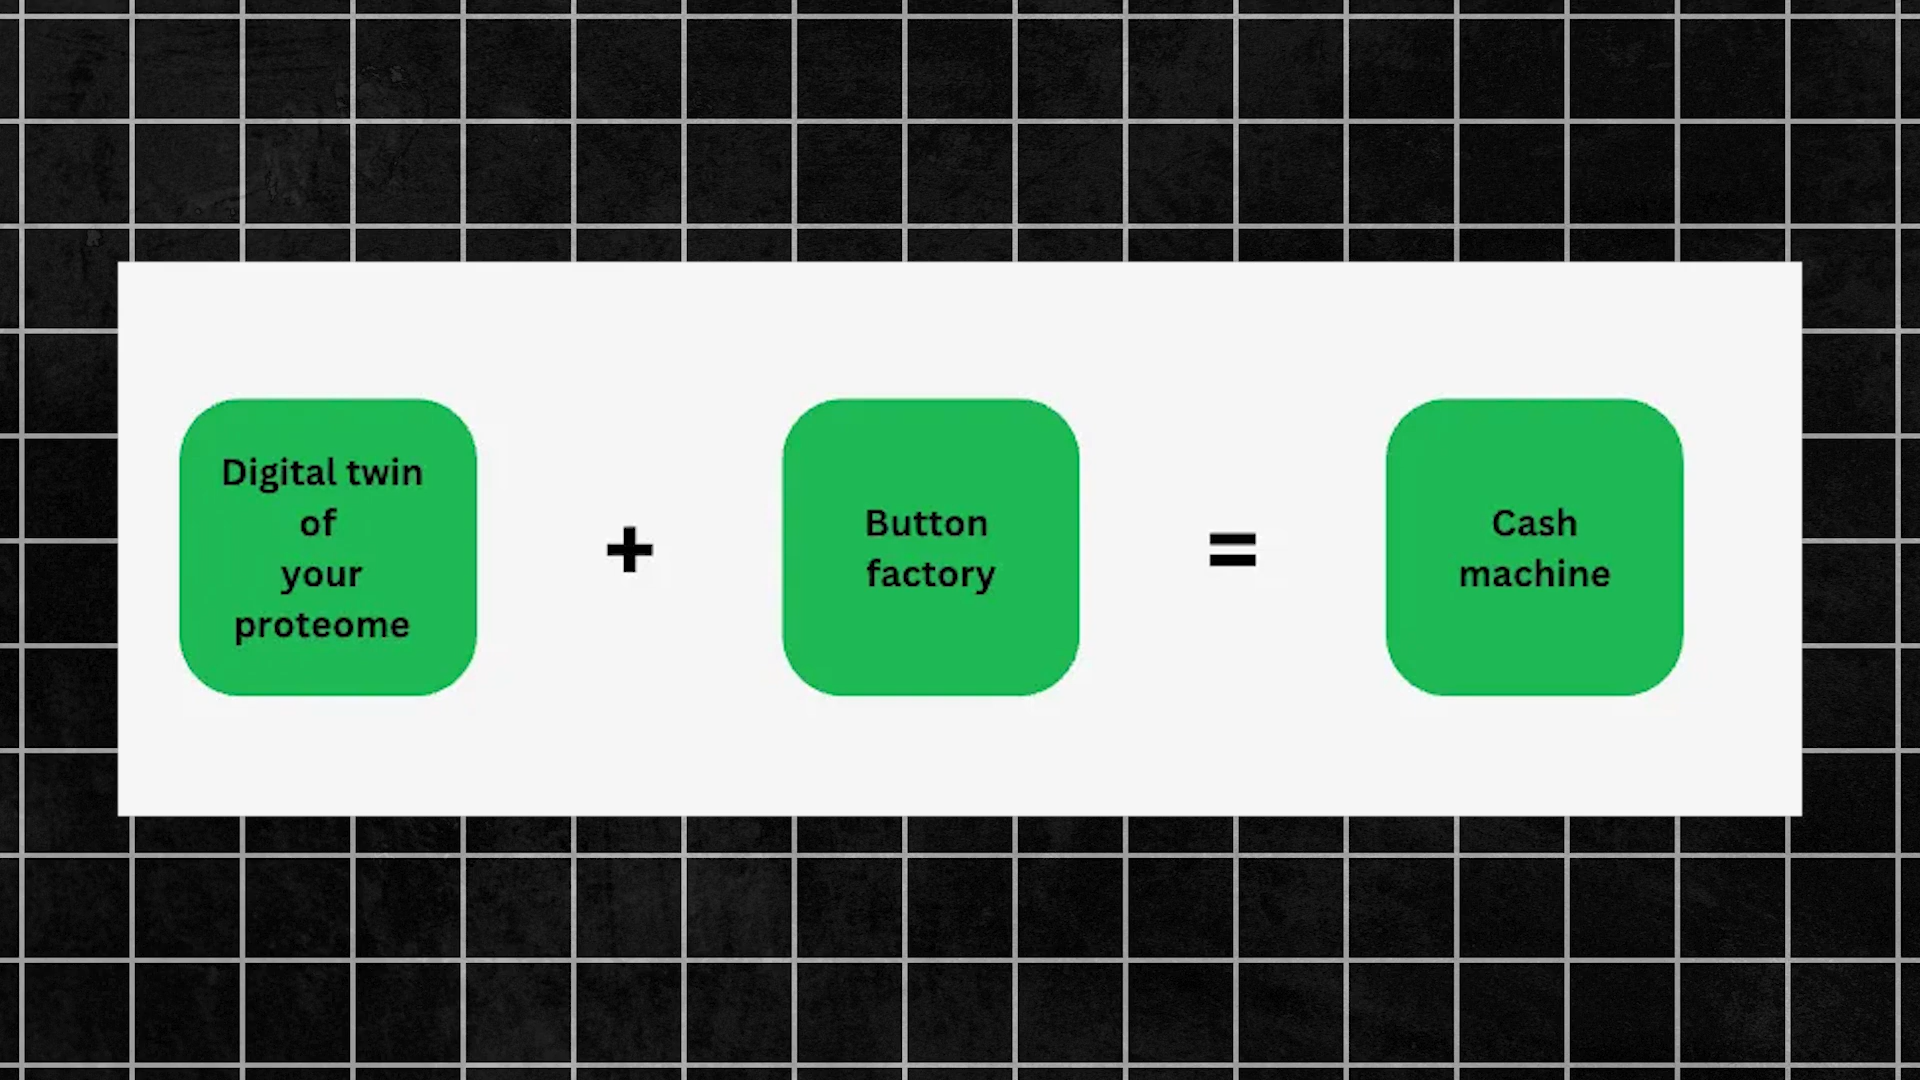 Digital twin
of
your
proteome
+
Button
factory
=
Cash
machine